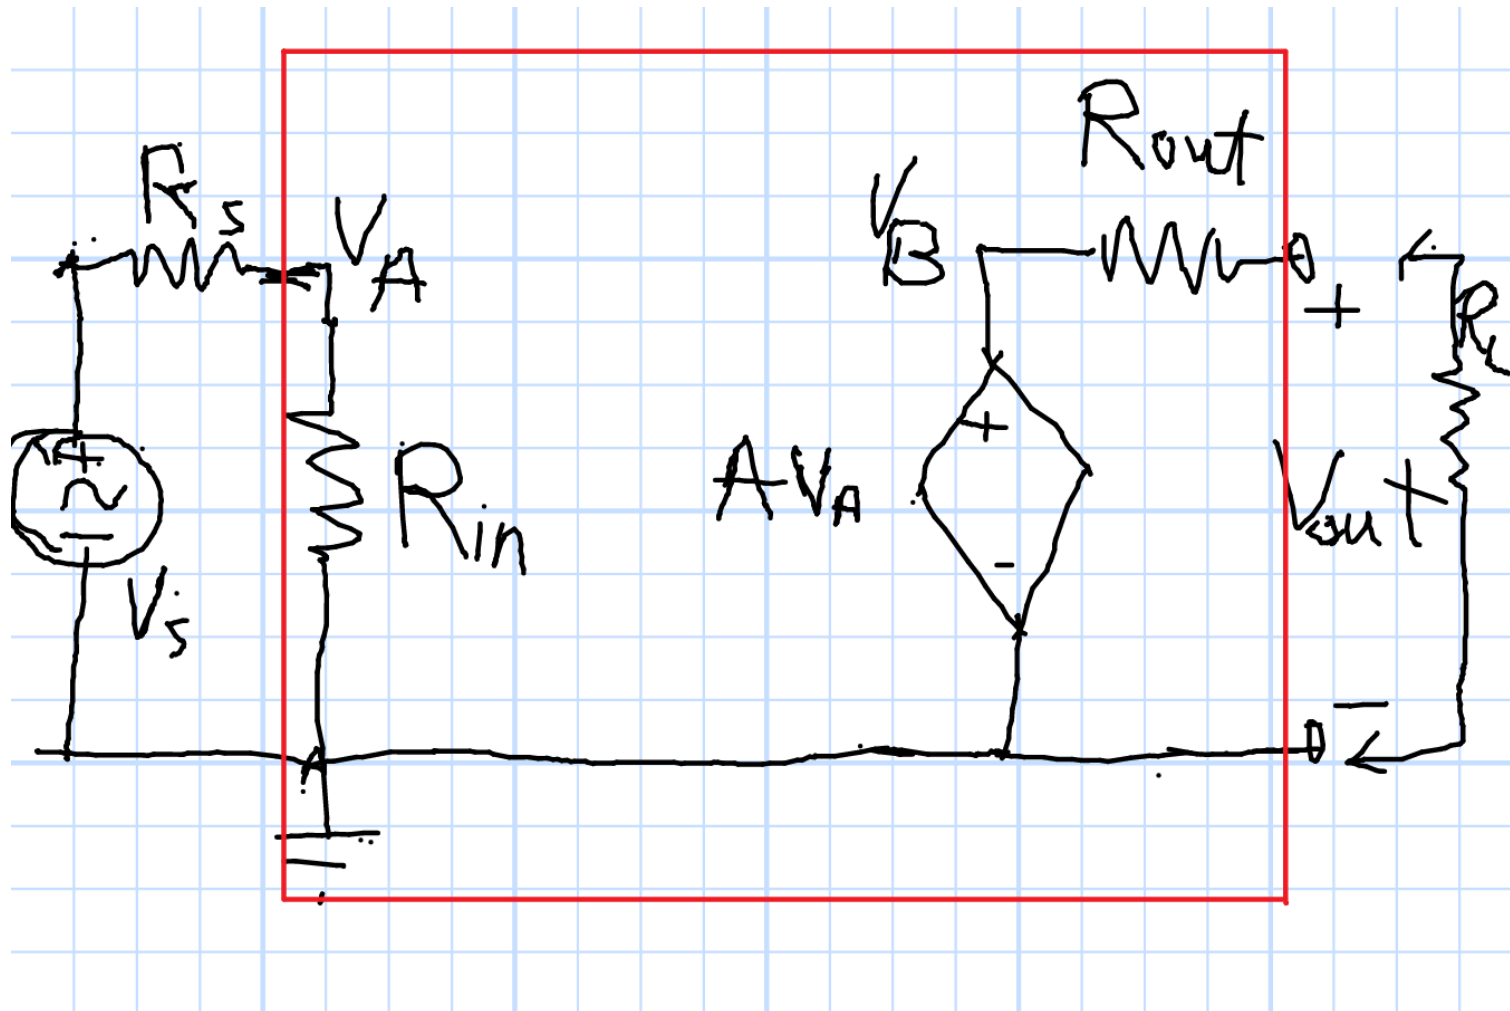 Rout
Rs
VA
VB
+
RL
+
+
AVA
Rin
Vout
-
-
Vs
-